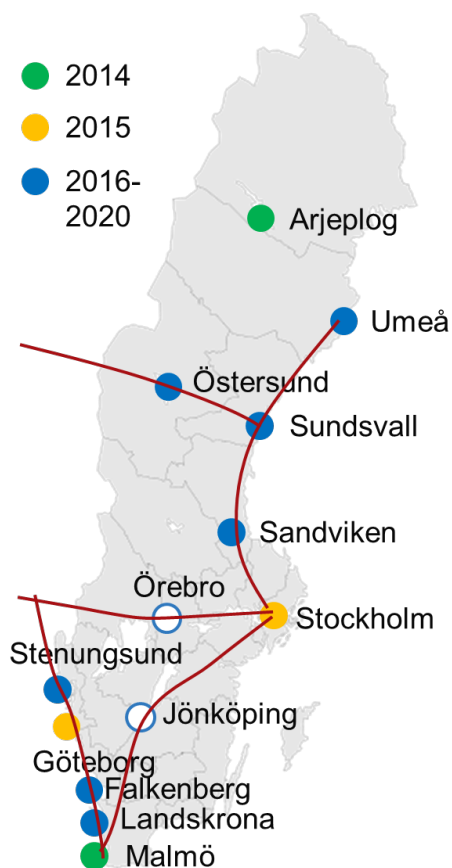 2014
2015
2016-
2020
Arjeplog
Umeå
Östersund
Sundsvall
Sandviken
Örebro
Stockholm
Stenungsund
Jönköping
Göteborg
Falkenberg
Landskrona
Malmö